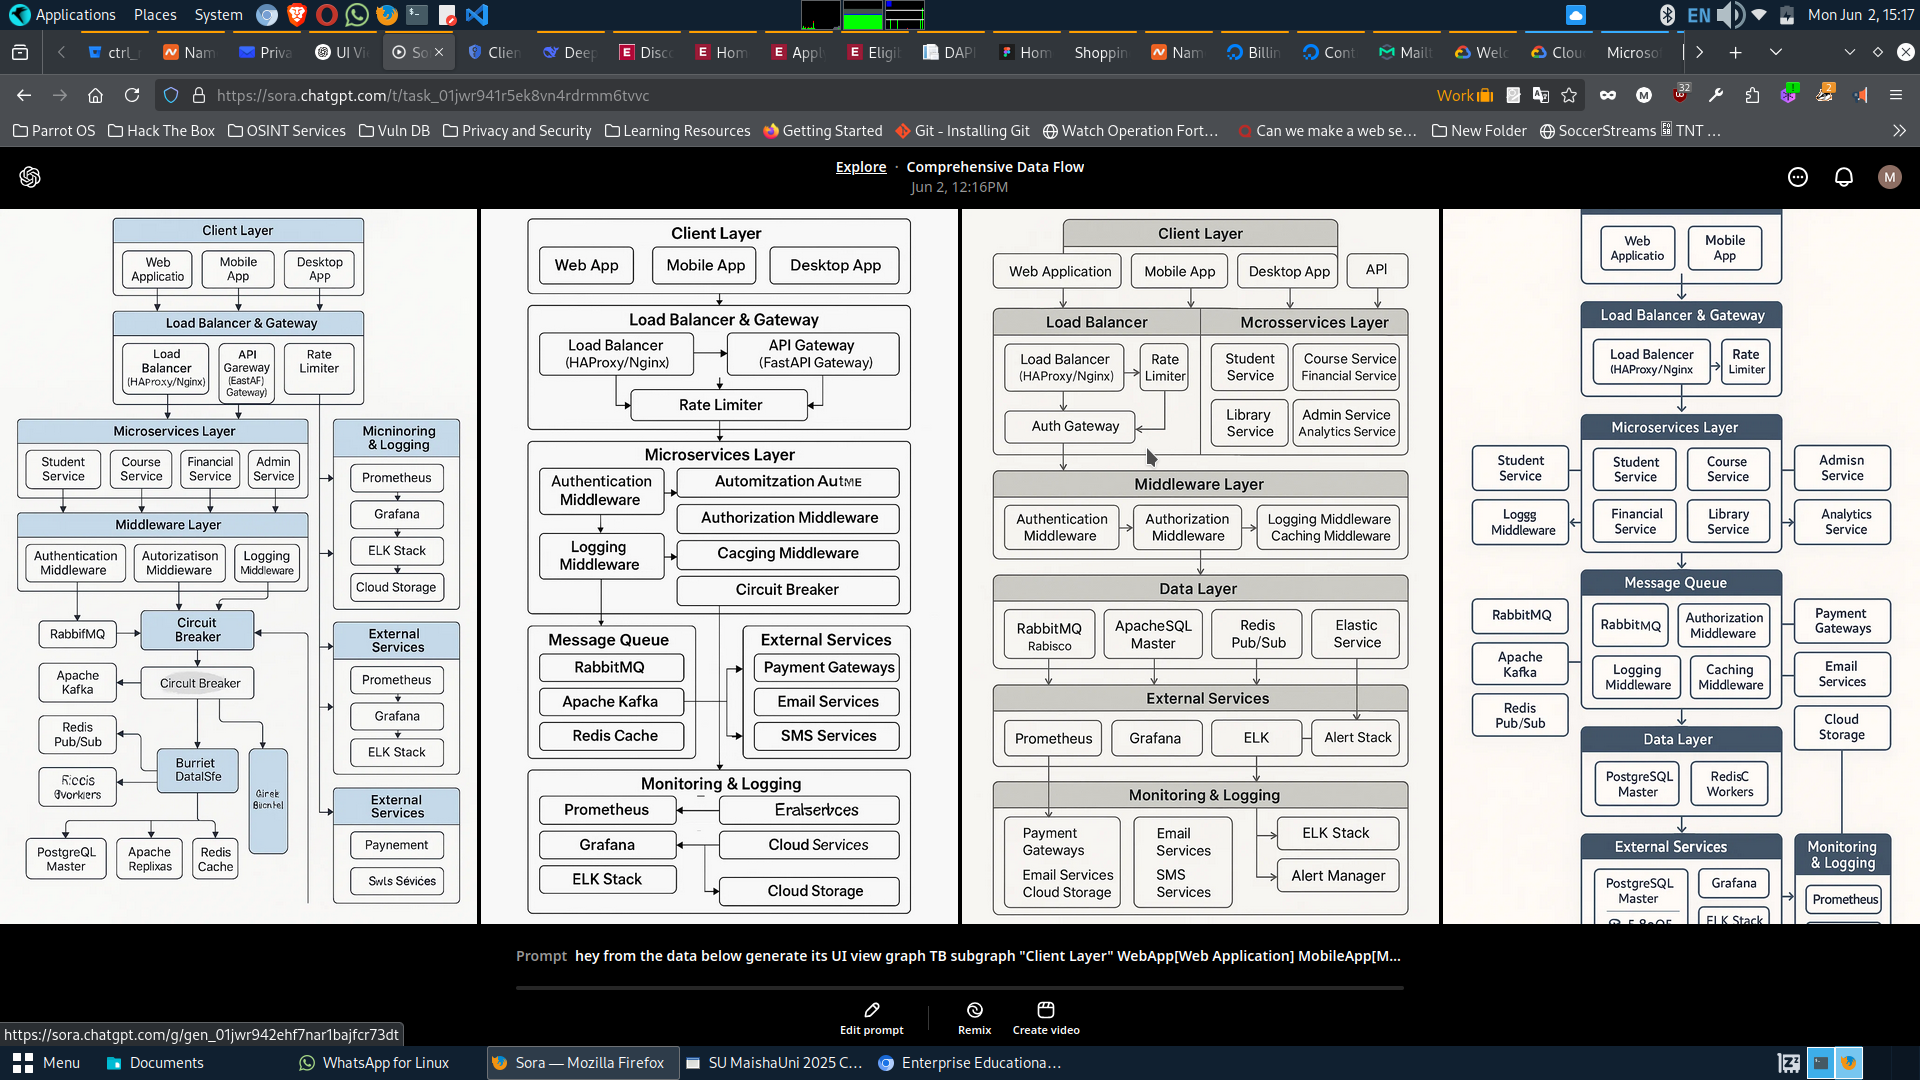 Applications Places System
EN Mon Jun 2, 15:17
ctrl_
Nam
Priva
UI Vi
So
Clien
Deep
Disc
Hom
Appl
Eligil
DAPI
Hom
Shoppin
Nam
Billin
Cont
Mailt
Welc
Clou
Microso
https://sora.chatgpt.com/t/task_01jwr941r5ek8vn4rdrmm6tvvc
Work
32
1
2
Parrot OS
Hack The Box
OSINT Services
Vuln DB
Privacy and Security
Learning Resources
Getting Started
Git - Installing Git
Watch Operation Fort…
Can we make a web se…
New Folder
SoccerStreams
TNT …
Explore · Comprehensive Data Flow
Jun 2, 12:16PM
M
Client Layer
Web
Applicatio
Mobile
App
Desktop
App
Load Balancer & Gateway
Load
Balancer
(HAProxy/Nginx)
API
Gareway
(EastAF)
Gateway)
Rate
Limiter
Microservices Layer
Student
Service
Course
Service
Financial
Service
Admin
Service
Middleware Layer
Authentication
Middleware
Autorizatison
Middieware
Logging
Middleware
RabbifMQ
Circuit
Breaker
Apache
Kafka
Circuit Breaker
Redis
Pub/Sub
Burriet
DatalSfe
PostgreQL
Master
Apache
Replixas
Redis
Cache
Micninoring
& Logging
Prometheus
Grafana
ELK Stack
Cloud Storage
External
Services
Prometheus
Grafana
ELK Stack
External
Services
Paynement
Swls Sévices
Client Layer
Web App
Mobile App
Desktop App
Load Balancer & Gateway
Load Balancer
(HAProxy/Nginx)
API Gateway
(FastAPI Gateway)
Rate Limiter
Microservices Layer
Authentication
Middleware
Automitzation Autme
Authorization Middleware
Logging
Middleware
Cacging Middleware
Circuit Breaker
Message Queue
RabbitMQ
Apache Kafka
Redis Cache
External Services
Payment Gateways
Email Services
SMS Services
Monitoring & Logging
Prometheus
Eralservces
Grafana
Cloud Services
ELK Stack
Cloud Storage
Client Layer
Web Application
Mobile App
Desktop App
API
Load Balancer
Load Balancer
(HAProxy/Nginx)
Rate
Limiter
Auth Gateway
Mcrosservices Layer
Student
Service
Course Service
Financial Service
Library
Service
Admin Service
Analytics Service
Middleware Layer
Authentication
Middleware
Authorization
Middleware
Logging Middleware
Caching Middleware
Data Layer
RabbitMQ
Rabisco
ApacheSQL
Master
Redis
Pub/Sub
Elastic
Service
External Services
Prometheus
Grafana
ELK
Alert Stack
Monitoring & Logging
Payment
Gateways
Email Services
Cloud Storage
Email
Services
SMS
Services
ELK Stack
Alert Manager
Web
Applicatio
Mobile
App
Load Balancer & Gateway
Load Balencer
(HAProxy/Nginx
Rate
Limiter
Microservices Layer
Student
Service
Student
Service
Course
Service
Admisn
Service
Loggg
Middleware
Financial
Service
Library
Service
Analytics
Service
Message Queue
RabbitMQ
RabbitMQ
Authorization
Middleware
Payment
Gateways
Apache
Kafka
Logging
Middleware
Caching
Middleware
Email
Services
Redis
Pub/Sub
Cloud
Storage
Data Layer
PostgreSQL
Master
RedisC
Workers
External Services
PostgreSQL
Master
Grafana
ELK Stack
Monitoring
& Logging
Prometheus
Prompt hey from the data below generate its UI view graph TB subgraph "Client Layer" WebApp[Web Application] MobileApp[M...
Edit prompt
Remix
Create video
https://sora.chatgpt.com/g/gen_01jwr942ehf7nar1bajfcr73dt
Menu
Documents
WhatsApp for Linux
Sora — Mozilla Firefox
SU MaishaUni 2025 C…
Enterprise Educationa…